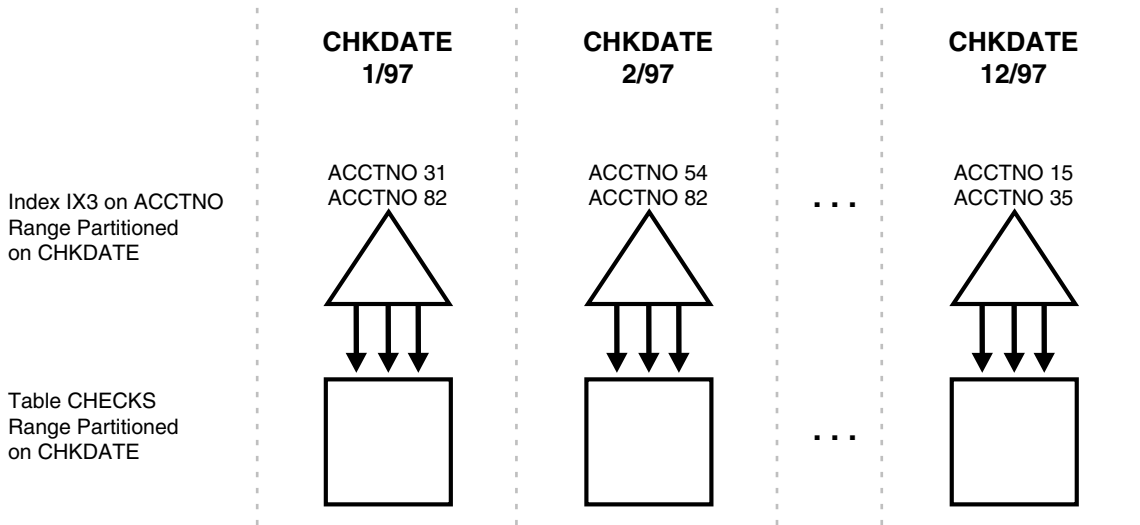 CHKDATE
1/97
CHKDATE
2/97
CHKDATE
12/97
Index IX3 on ACCTNO
Range Partitioned
on CHKDATE
ACCTNO 31
ACCTNO 82
ACCTNO 54
ACCTNO 82
. . .
ACCTNO 15
ACCTNO 35
Table CHECKS
Range Partitioned
on CHKDATE
. . .